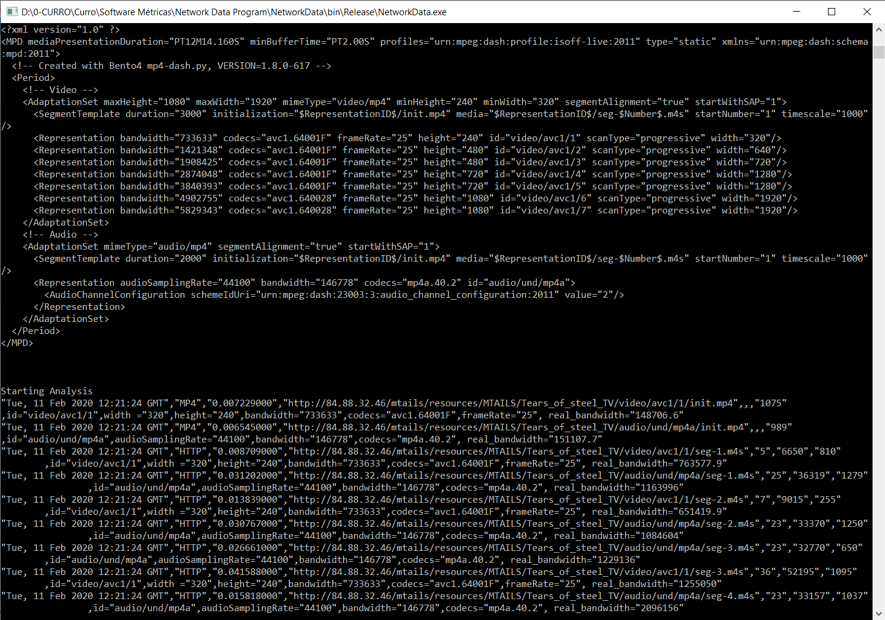 D:\0-CURRO\Curro\Software Métricas\Network Data Program\NetworkData\bin\Release\NetworkData.exe
<?xml version="1.0" ?>
<MPD mediaPresentationDuration="PT12M14.160S" minBufferTime="PT2.00S" profiles="urn:mpeg:dash:profile:isoff-live:2011" type="static" xmlns="urn:mpeg:dash:schema
:mpd:2011">
<!-- Created with Bento4 mp4-dash.py, VERSION=1.8.0-617 -->
<Period>
<!-- Video -->
<AdaptationSet maxHeight="1080" maxWidth="1920" mimeType="video/mp4" minHeight="240" minWidth="320" segmentAlignment="true" startWithSAP="1">
<SegmentTemplate duration="3000" initialization="$RepresentationID$/init.mp4" media="$RepresentationID$/seg-$Number$.m4s" startNumber="1" timescale="1000"
/>
<Representation bandwidth="733633" codecs="avc1.64001F" frameRate="25" height="240" id="video/avc1/1" scanType="progressive" width="320"/>
<Representation bandwidth="1421348" codecs="avc1.64001F" frameRate="25" height="480" id="video/avc1/2" scanType="progressive" width="640"/>
<Representation bandwidth="1908425" codecs="avc1.64001F" frameRate="25" height="480" id="video/avc1/3" scanType="progressive" width="720"/>
<Representation bandwidth="2874048" codecs="avc1.64001F" frameRate="25" height="720" id="video/avc1/4" scanType="progressive" width="1280"/>
<Representation bandwidth="3840393" codecs="avc1.64001F" frameRate="25" height="720" id="video/avc1/5" scanType="progressive" width="1280"/>
<Representation bandwidth="4902755" codecs="avc1.640028" frameRate="25" height="1080" id="video/avc1/6" scanType="progressive" width="1920"/>
<Representation bandwidth="5829343" codecs="avc1.640028" frameRate="25" height="1080" id="video/avc1/7" scanType="progressive" width="1920"/>
</AdaptationSet>
<!-- Audio -->
<AdaptationSet mimeType="audio/mp4" segmentAlignment="true" startWithSAP="1">
<SegmentTemplate duration="2000" initialization="$RepresentationID$/init.mp4" media="$RepresentationID$/seg-$Number$.m4s" startNumber="1" timescale="1000"
/>
<Representation audioSamplingRate="44100" bandwidth="146778" codecs="mp4a.40.2" id="audio/und/mp4a">
<AudioChannelConfiguration schemeIdUri="urn:mpeg:dash:23003:3:audio_channel_configuration:2011" value="2"/>
</Representation>
</AdaptationSet>
</Period>
</MPD>
Starting Analysis
"Tue, 11 Feb 2020 12:21:24 GMT","MP4","0.007229000","http://84.88.32.46/mtails/resources/MTAILS/Tears_of_steel_TV/video/avc1/1/init.mp4",,,"1075"
,id="video/avc1/1",width ="320",height="240",bandwidth="733633",codecs="avc1.64001F",frameRate="25", real_bandwidth="148706.6"
"Tue, 11 Feb 2020 12:21:24 GMT","MP4","0.006545000","http://84.88.32.46/mtails/resources/MTAILS/Tears_of_steel_TV/audio/und/mp4a/init.mp4",,,"989"
,id="audio/und/mp4a",audioSamplingRate="44100",bandwidth="146778",codecs="mp4a.40.2", real_bandwidth="151107.7"
"Tue, 11 Feb 2020 12:21:24 GMT","HTTP","0.008709000","http://84.88.32.46/mtails/resources/MTAILS/Tears_of_steel_TV/video/avc1/1/seg-1.m4s","5","6650","810"
,id="video/avc1/1",width ="320",height="240",bandwidth="733633",codecs="avc1.64001F",frameRate="25", real_bandwidth="763577.9"
"Tue, 11 Feb 2020 12:21:24 GMT","HTTP","0.031202000","http://84.88.32.46/mtails/resources/MTAILS/Tears_of_steel_TV/audio/und/mp4a/seg-1.m4s","25","36319","1279"
,id="audio/und/mp4a",audioSamplingRate="44100",bandwidth="146778",codecs="mp4a.40.2", real_bandwidth="1163996"
"Tue, 11 Feb 2020 12:21:24 GMT","HTTP","0.013839000","http://84.88.32.46/mtails/resources/MTAILS/Tears_of_steel_TV/video/avc1/1/seg-2.m4s","7","9015","255"
,id="video/avc1/1",width ="320",height="240",bandwidth="733633",codecs="avc1.64001F",frameRate="25", real_bandwidth="651419.9"
"Tue, 11 Feb 2020 12:21:24 GMT","HTTP","0.030767000","http://84.88.32.46/mtails/resources/MTAILS/Tears_of_steel_TV/audio/und/mp4a/seg-2.m4s","23","33370","1250"
,id="audio/und/mp4a",audioSamplingRate="44100",bandwidth="146778",codecs="mp4a.40.2", real_bandwidth="1084604"
"Tue, 11 Feb 2020 12:21:24 GMT","HTTP","0.026661000","http://84.88.32.46/mtails/resources/MTAILS/Tears_of_steel_TV/audio/und/mp4a/seg-3.m4s","23","32770","650"
,id="audio/und/mp4a",audioSamplingRate="44100",bandwidth="146778",codecs="mp4a.40.2", real_bandwidth="1229136"
"Tue, 11 Feb 2020 12:21:24 GMT","HTTP","0.041588000","http://84.88.32.46/mtails/resources/MTAILS/Tears_of_steel_TV/video/avc1/1/seg-3.m4s","36","52195","1095"
,id="video/avc1/1",width ="320",height="240",bandwidth="733633",codecs="avc1.64001F",frameRate="25", real_bandwidth="1255050"
"Tue, 11 Feb 2020 12:21:24 GMT","HTTP","0.015818000","http://84.88.32.46/mtails/resources/MTAILS/Tears_of_steel_TV/audio/und/mp4a/seg-4.m4s","23","33157","1037"
,id="audio/und/mp4a",audioSamplingRate="44100",bandwidth="146778",codecs="mp4a.40.2", real_bandwidth="2096156"